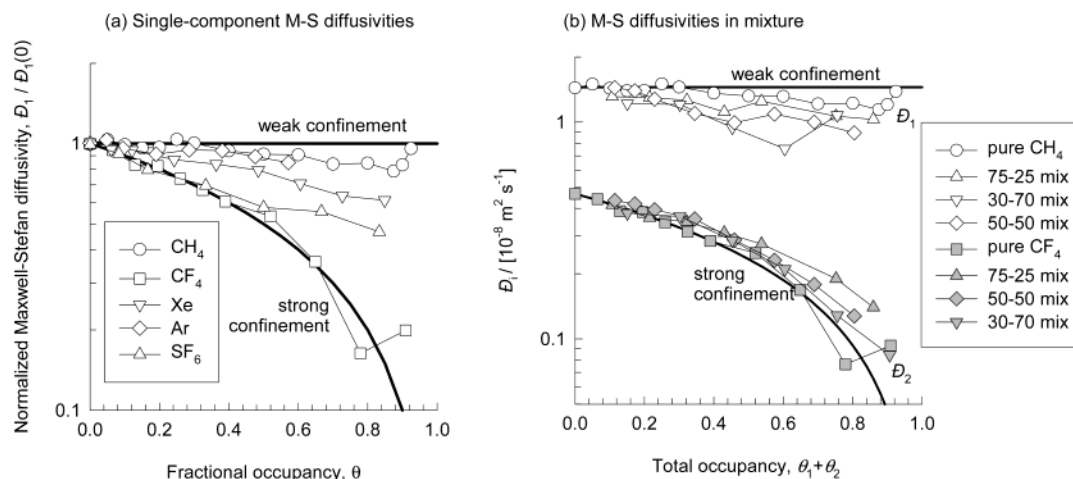 (a) Single-component M-S diffusivities
Normalized Maxwell-Stefan diffusivity, Đ₁ / Đ₁(0)
1
0.1
weak confinement
strong
confinement
CH₄
CF₄
Xe
Ar
SF₆
0.0 0.2 0.4 0.6 0.8 1.0
Fractional occupancy, θ
(b) M-S diffusivities in mixture
Đᵢ / [10⁻⁸ m² s⁻¹]
1
0.1
weak confinement
Đ₁
strong
confinement
Đ₂
0.0 0.2 0.4 0.6 0.8 1.0
Total occupancy, θ₁+θ₂
pure CH₄
75-25 mix
30-70 mix
50-50 mix
pure CF₄
75-25 mix
50-50 mix
30-70 mix